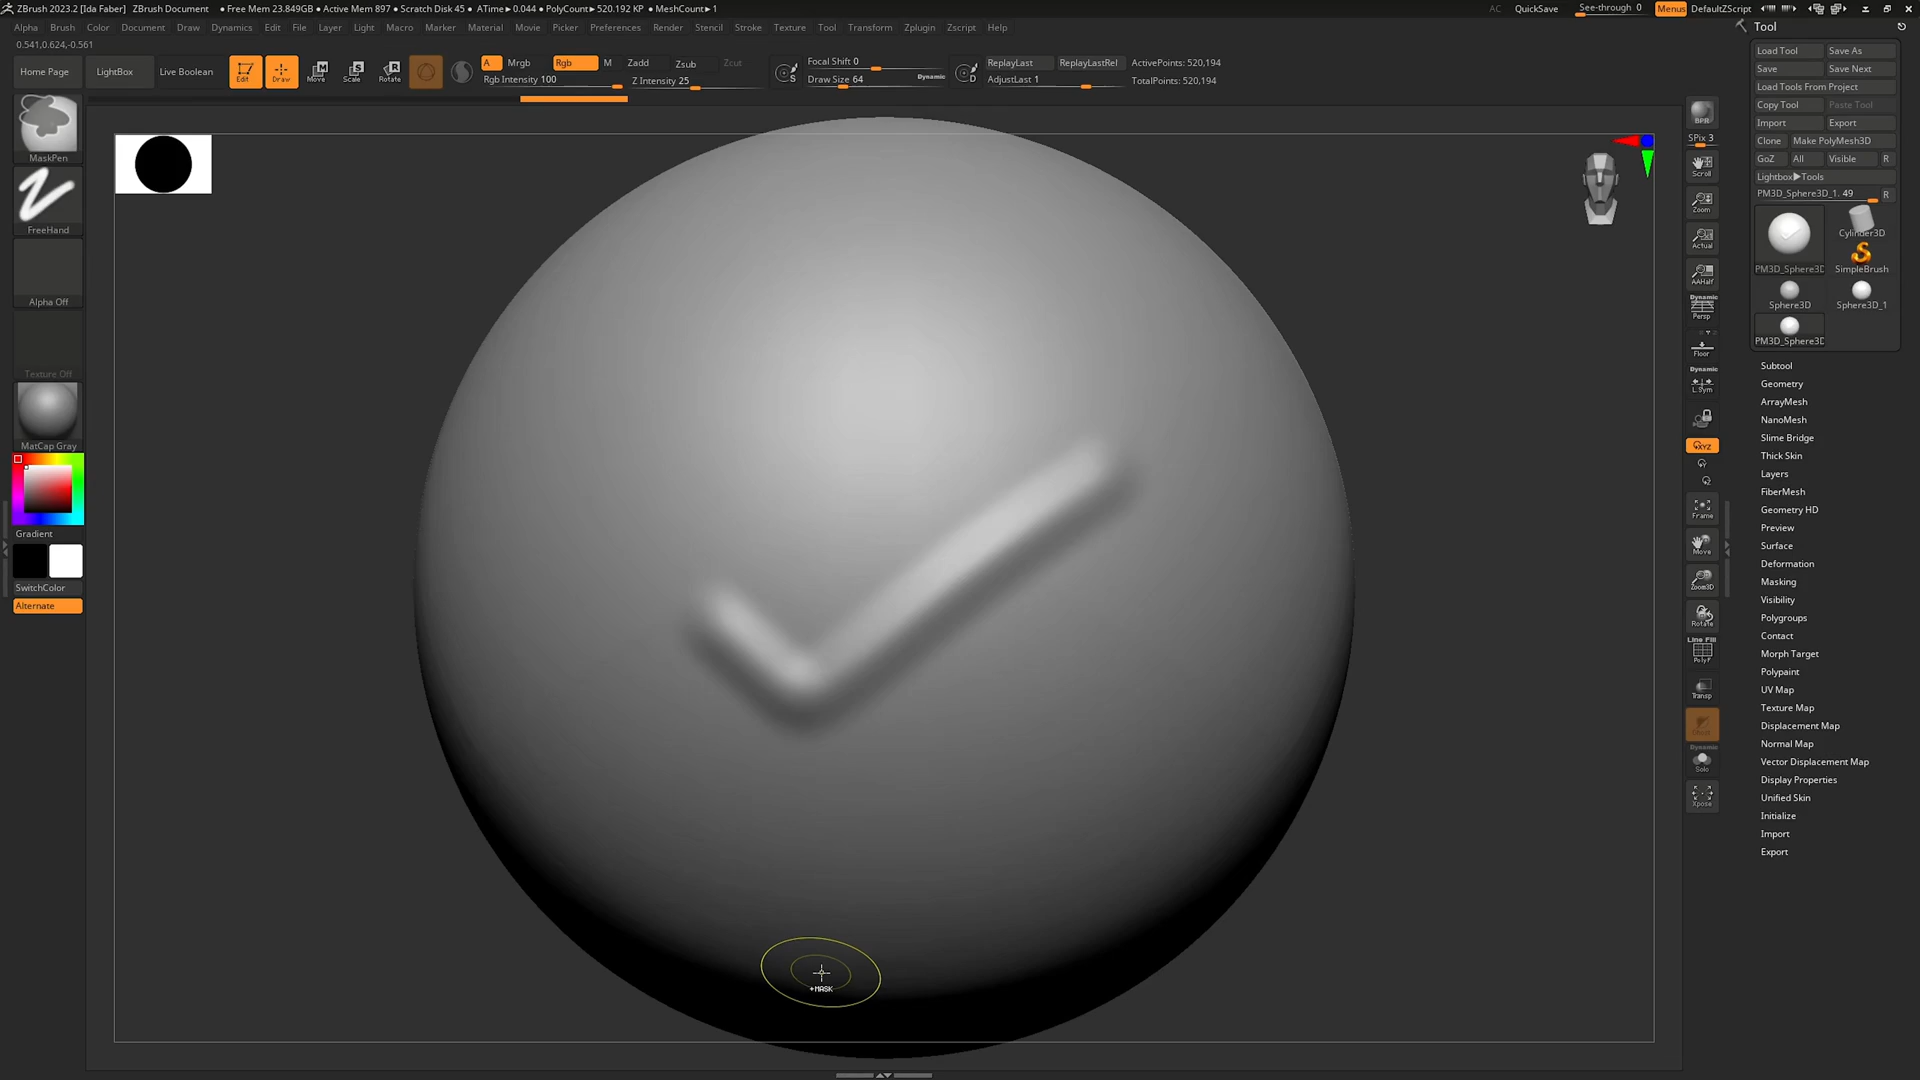 ZBrush 2023.2 [Ida Faber] ZBrush Document • Free Mem 23.849GB • Active Mem 897 • Scratch Disk 45 • ATime▸0.044 • PolyCount▸520.192 KP • MeshCount▸1 AC QuickSave See-through 0 Menus DefaultZScript
Alpha Brush Color Document Draw Dynamics Edit File Layer Light Macro Marker Material Movie Picker Preferences Render Stencil Stroke Texture Tool Transform Zplugin Zscript Help
0.541,0.624,-0.561
Home Page LightBox Live Boolean Edit Draw Move Scale Rotate
A Mrgb Rgb M Zadd Zsub Zcut
Rgb Intensity 100 Z Intensity 25
Focal Shift 0
Draw Size 64 Dynamic
ReplayLast ReplayLastRel ActivePoints: 520,194
AdjustLast 1 TotalPoints: 520,194
MaskPen
FreeHand
Alpha Off
Texture Off
MatCap Gray
Gradient
SwitchColor
Alternate
+MASK
BPR
SPix 3
Scroll
Zoom
Actual
AAHalf
Dynamic
Persp
Floor
Dynamic
L.Sym
XYZ
Frame
Move
Zoom3D
Rotate
Line Fill
PolyF
Transp
Ghost
Dynamic
Solo
Xpose
Tool
Load Tool Save As
Save Save Next
Load Tools From Project
Copy Tool Paste Tool
Import Export
Clone Make PolyMesh3D
GoZ All Visible R
Lightbox▸Tools
PM3D_Sphere3D_1. 49 R
PM3D_Sphere3D Cylinder3D
SimpleBrush
Sphere3D Sphere3D_1
PM3D_Sphere3D
Subtool
Geometry
ArrayMesh
NanoMesh
Slime Bridge
Thick Skin
Layers
FiberMesh
Geometry HD
Preview
Surface
Deformation
Masking
Visibility
Polygroups
Contact
Morph Target
Polypaint
UV Map
Texture Map
Displacement Map
Normal Map
Vector Displacement Map
Display Properties
Unified Skin
Initialize
Import
Export